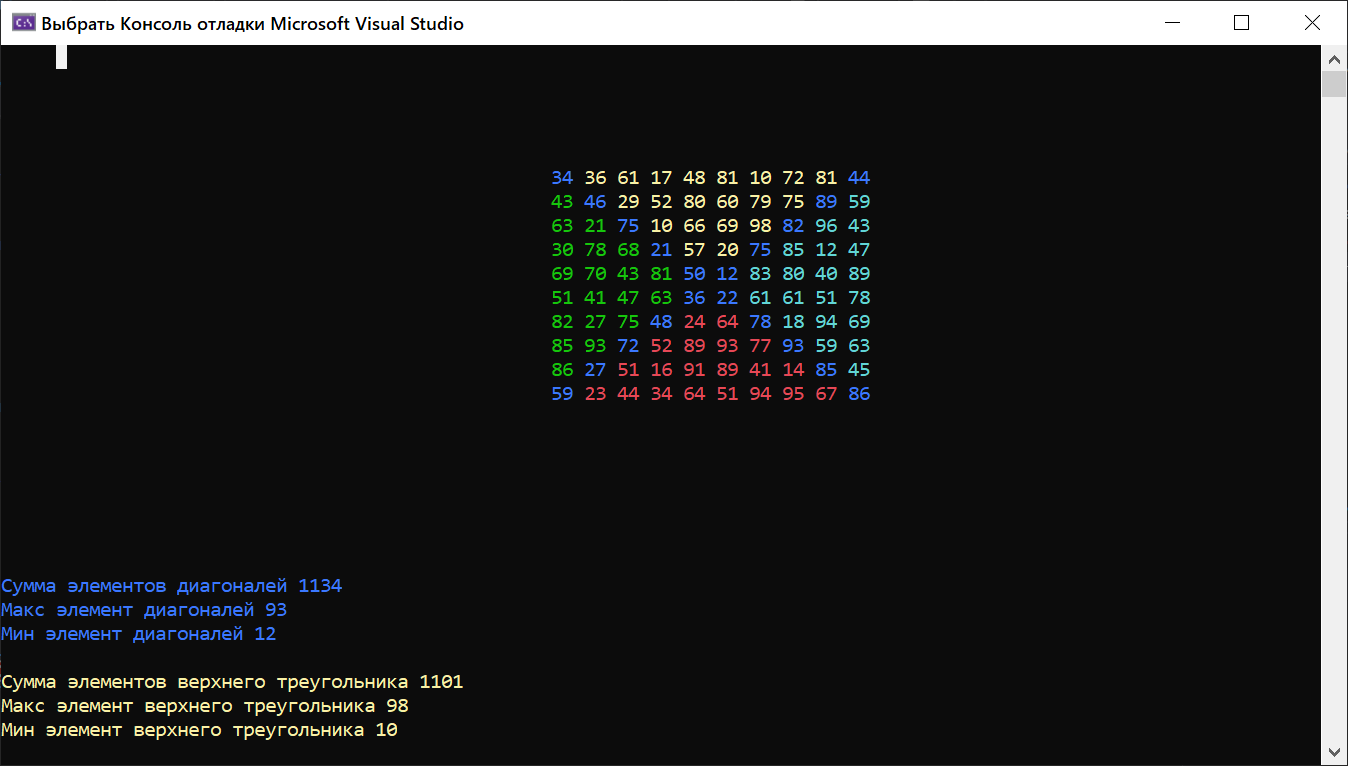 Выбрать Консоль отладки Microsoft Visual Studio
34 36 61 17 48 81 10 72 81 44
43 46 29 52 80 60 79 75 89 59
63 21 75 10 66 69 98 82 96 43
30 78 68 21 57 20 75 85 12 47
69 70 43 81 50 12 83 80 40 89
51 41 47 63 36 22 61 61 51 78
82 27 75 48 24 64 78 18 94 69
85 93 72 52 89 93 77 93 59 63
86 27 51 16 91 89 41 14 85 45
59 23 44 34 64 51 94 95 67 86
Сумма элементов диагоналей 1134
Макс элемент диагоналей 93
Мин элемент диагоналей 12
Сумма элементов верхнего треугольника 1101
Макс элемент верхнего треугольника 98
Мин элемент верхнего треугольника 10